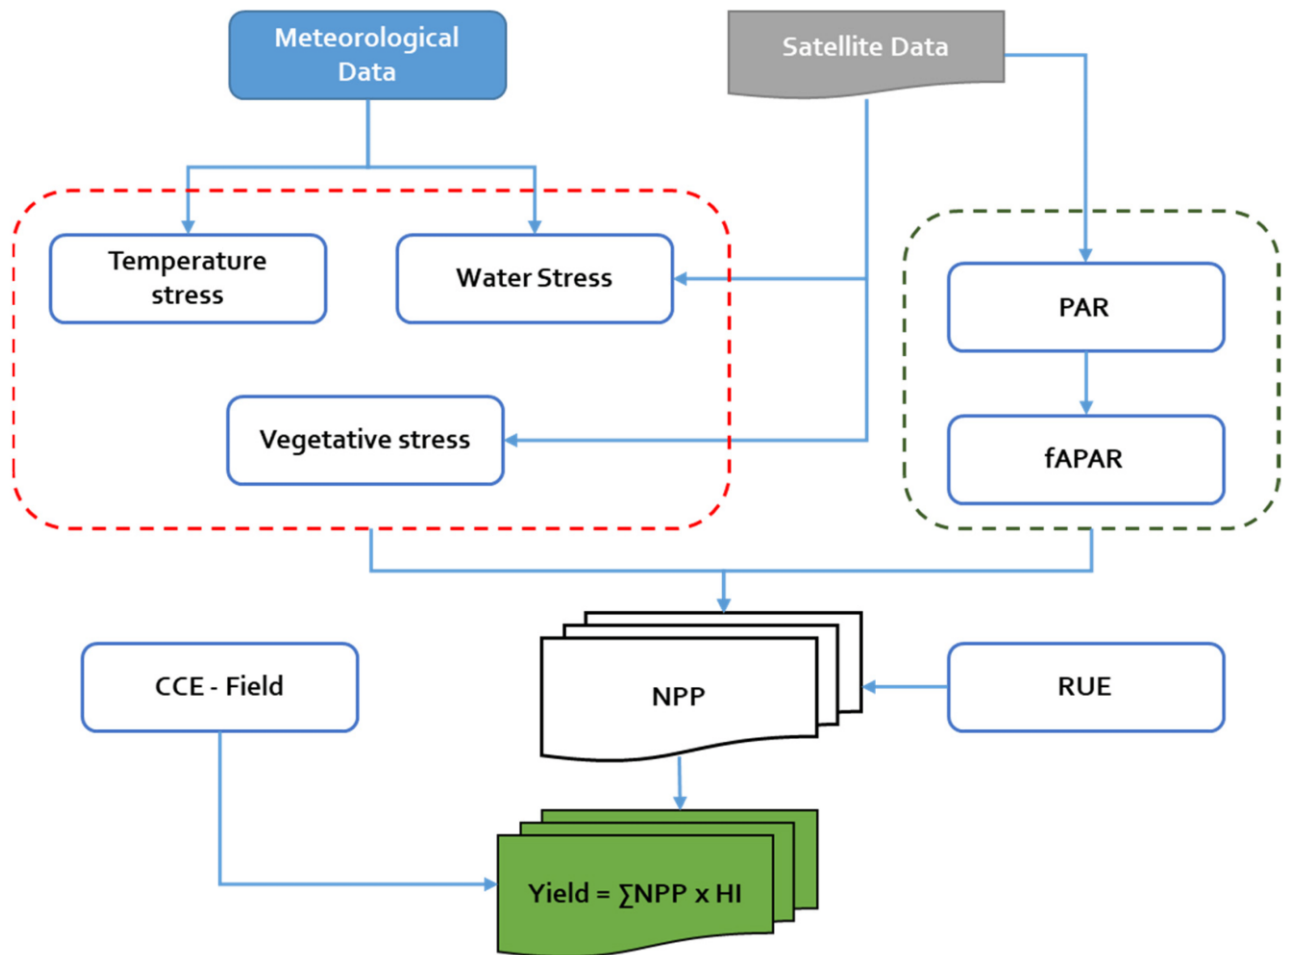 Meteorological
Data
Satellite Data
Temperature
stress
Water Stress
PAR
Vegetative stress
fAPAR
CCE - Field
NPP
RUE
Yield = ∑NPP x HI